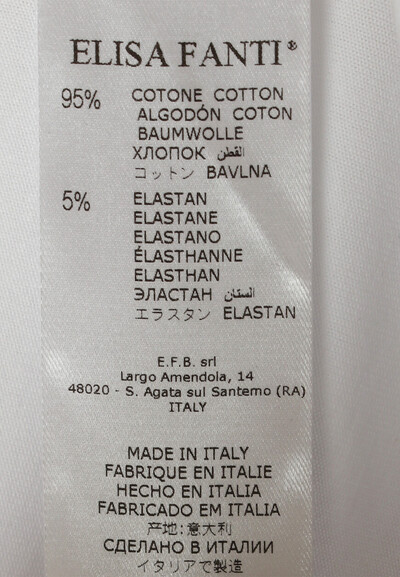 ELISA FANTI®
95% COTONE COTTON
ALGODÓN COTON
BAUMWOLLE
ХЛОПОК القطن
コットン BAVLNA
5% ELASTAN
ELASTANE
ELASTANO
ÉLASTHANNE
ELASTHAN
ЭЛАСТАН الستان
エラスタン ELASTAN
E.F.B. srl
Largo Amendola, 14
48020 - S. Agata sul Santerno (RA)
ITALY
MADE IN ITALY
FABRIQUE EN ITALIE
HECHO EN ITALIA
FABRICADO EM ITALIA
产地:意大利
СДЕЛАНО В ИТАЛИИ
イタリアで製造